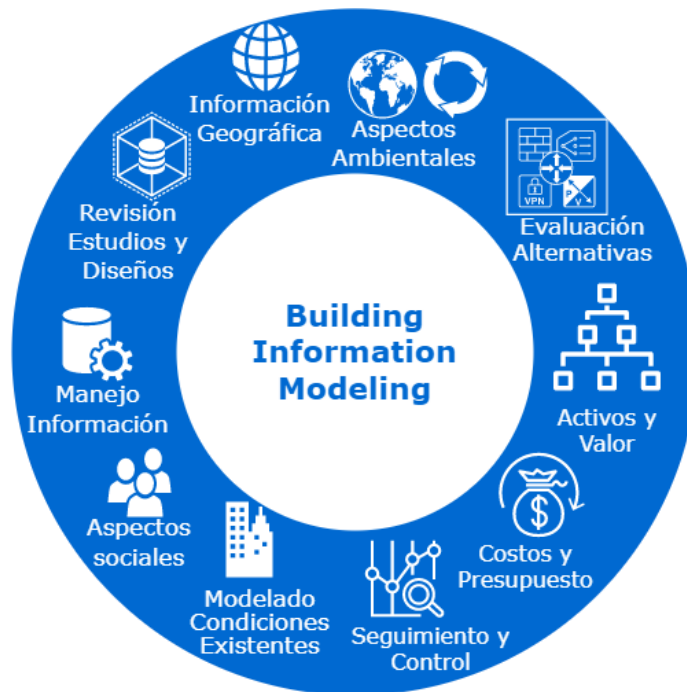 Información
Geográfica
Aspectos
Ambientales
VPN
P
V
Evaluación
Alternativas
Activos y
Valor
$
Costos y
Presupuesto
Seguimiento y
Control
Modelado
Condiciones
Existentes
Aspectos
sociales
Manejo
Información
Revisión
Estudios y
Diseños
Building
Information
Modeling